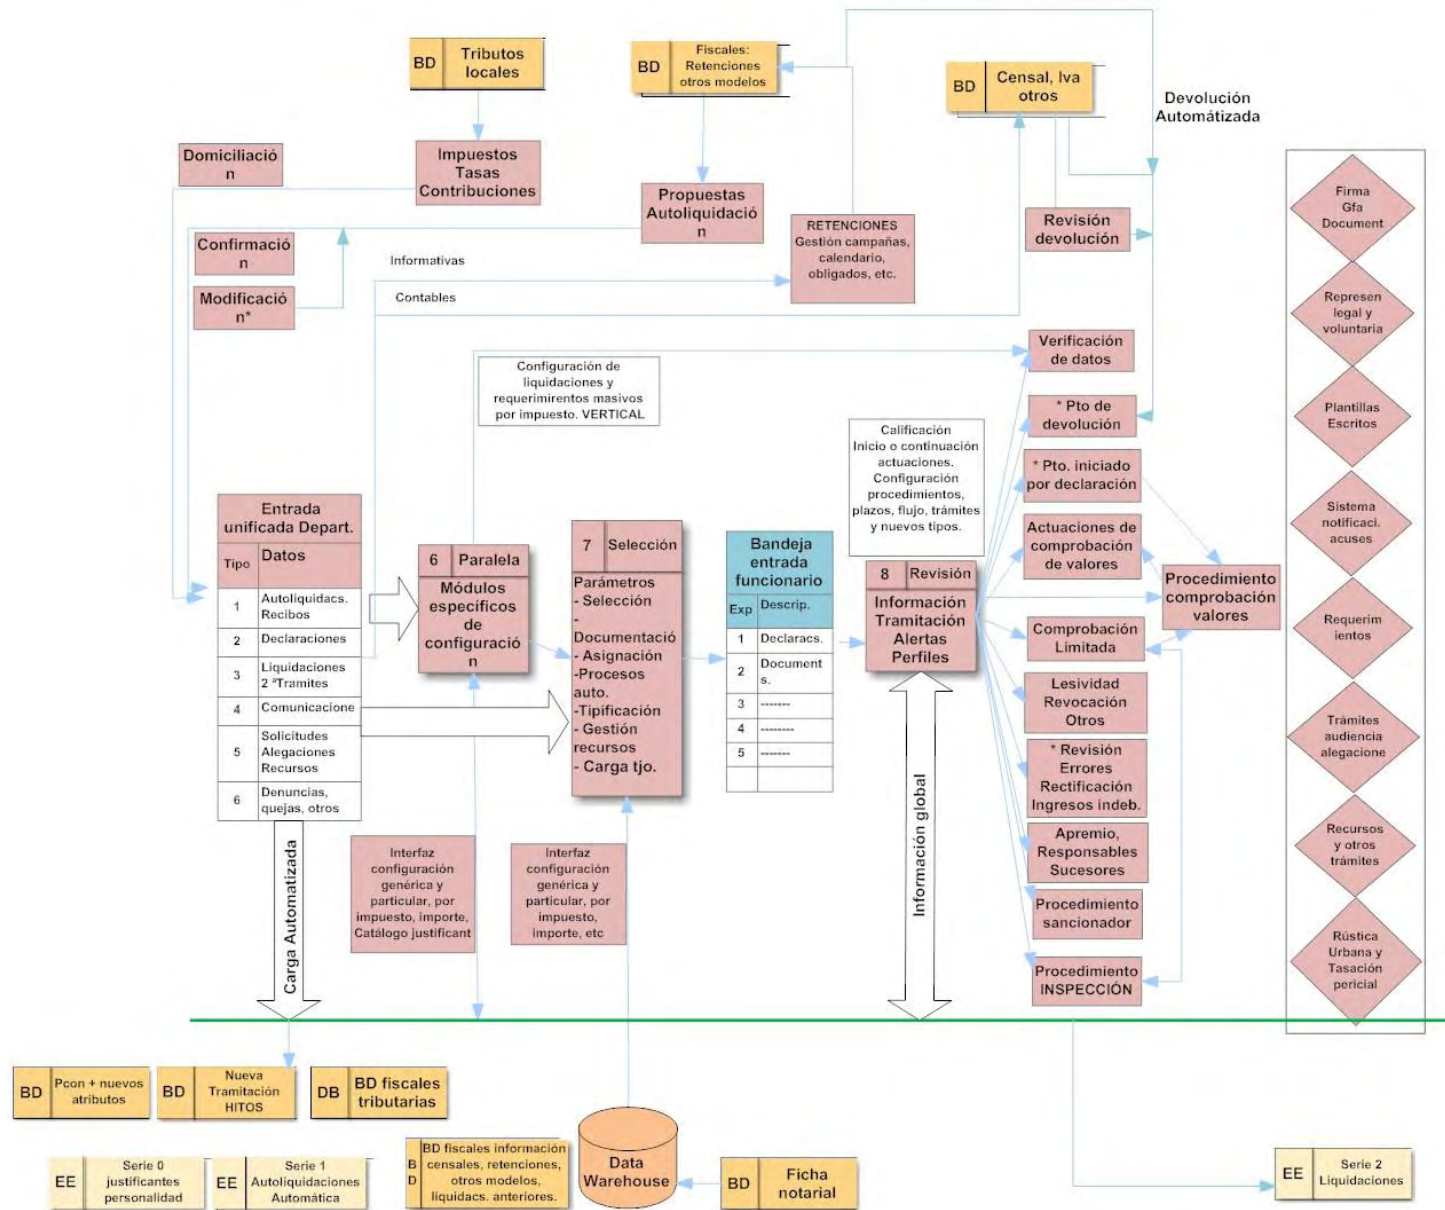 BD
Tributos
locales
BD
Fiscales:
Retenciones
otros modelos
BD
Censal, Iva
otros
Devolución
Automátizada
Domiciliació
n
Impuestos
Tasas
Contribuciones
Propuestas
Autoliquidació
n
RETENCIONES
Gestión campañas,
calendario,
obligados, etc.
Revisión
devolución
Confirmació
n
Informativas
Modificació
n*
Contables
Configuración de
liquidaciones y
requerimirentos masivos
por impuesto. VERTICAL
Verificación
de datos
* Pto de
devolución
Calificación
Inicio o continuación
actuaciones.
Configuración
procedimientos,
plazos, flujo, trámites
y nuevos tipos.
* Pto. iniciado
por declaración
Actuaciones de
comprobación
de valores
Procedimiento
comprobación
valores
Comprobación
Limitada
Lesividad
Revocación
Otros
* Revisión
Errores
Rectificación
Ingresos indeb.
Apremio,
Responsables
Sucesores
Procedimiento
sancionador
Procedimiento
INSPECCIÓN
Entrada
unificada Depart.
Tipo
Datos
1
Autoliquidacs.
Recibos
2
Declaraciones
3
Liquidaciones
2 ªTramites
4
Comunicacione
5
Solicitudes
Alegaciones
Recursos
6
Denuncias,
quejas, otros
6
Paralela
Módulos
específicos
de
configuració
n
7
Selección
Parámetros
- Selección
-
Documentació
- Asignación
-Procesos
auto.
-Tipificación
- Gestión
recursos
- Carga tjo.
Bandeja
entrada
funcionario
Exp
Descrip.
1
Declaracs.
2
Document
s.
3
-------
4
--------
5
-------
8
Revisión
Información
Tramitación
Alertas
Perfiles
Carga Automatizada
Interfaz
configuración
genérica y
particular, por
impuesto, importe,
Catálogo justificant
Interfaz
configuración
genérica y
particular, por
impuesto,
importe, etc
Información global
Firma
Gfa
Document
Represen
legal y
voluntaria
Plantillas
Escritos
Sistema
notificaci.
acuses
Requerim
ientos
Trámites
audiencia
alegacione
Recursos
y otros
trámites
Rústica
Urbana y
Tasación
pericial
BD
Pcon + nuevos
atributos
BD
Nueva
Tramitación
HITOS
DB
BD fiscales
tributarias
EE
Serie 0
justificantes
personalidad
EE
Serie 1
Autoliquidaciones
Automática
B
D
BD fiscales información
censales, retenciones,
otros modelos,
liquidacs. anteriores.
Data
Warehouse
BD
Ficha
notarial
EE
Serie 2
Liquidaciones